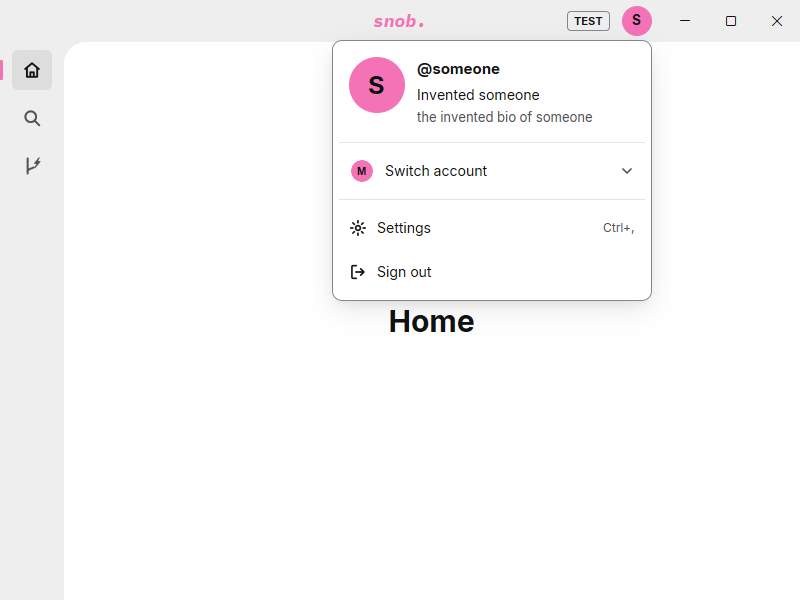 snob.
TEST
S
S
@someone
Invented someone
the invented bio of someone
M
Switch account
Settings
Ctrl+,
Sign out
Home